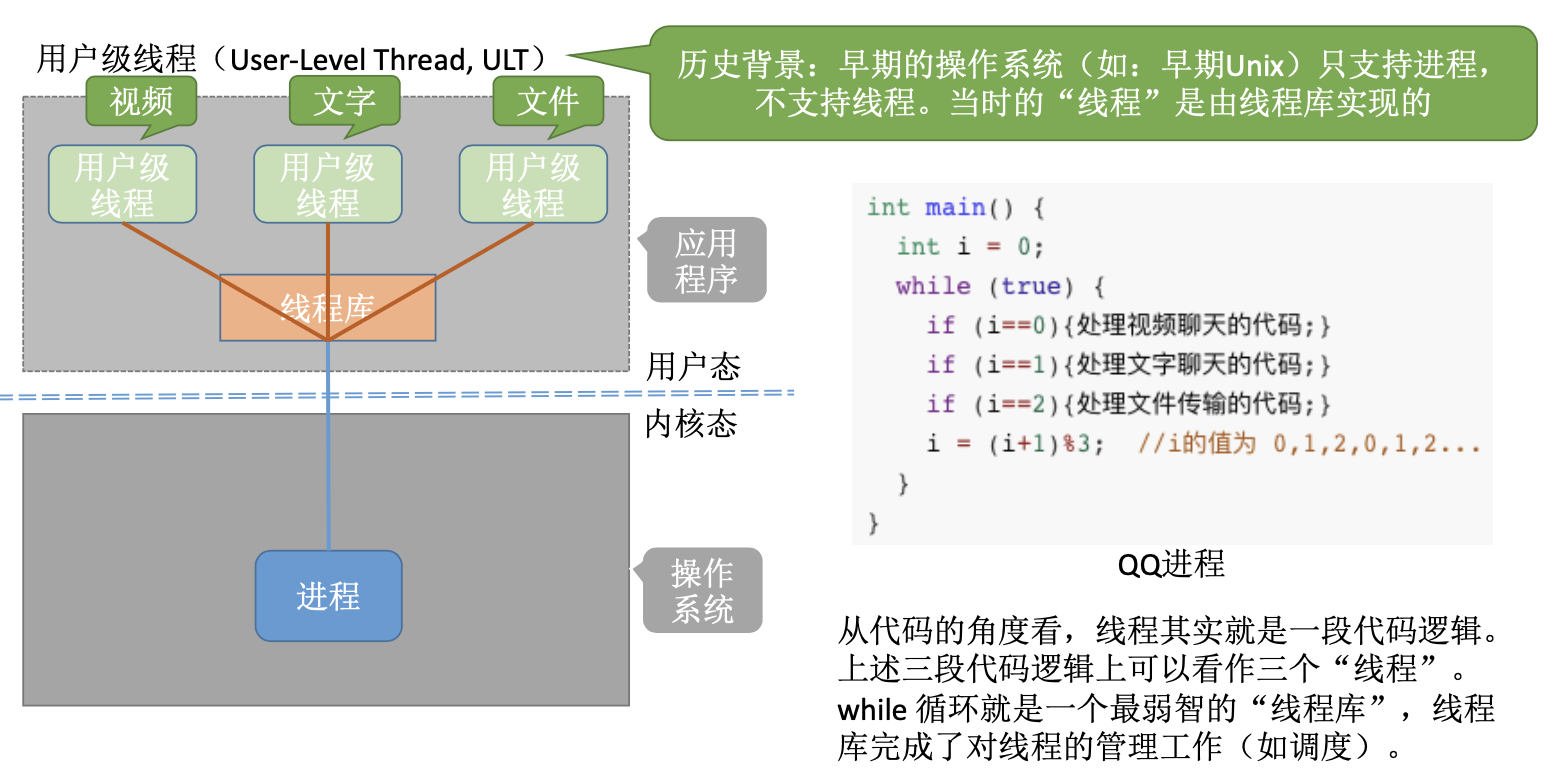 用户级线程（User-Level Thread, ULT）
历史背景：早期的操作系统（如：早期Unix）只支持进程，
不支持线程。当时的“线程”是由线程库实现的
视频
文字
文件
用户级
线程
用户级
线程
用户级
线程
线程库
应用
程序
用户态
内核态
进程
操作
系统
int main() {
int i = 0;
while (true) {
if (i==0){处理视频聊天的代码;}
if (i==1){处理文字聊天的代码;}
if (i==2){处理文件传输的代码;}
i = (i+1)%3; //i的值为 0,1,2,0,1,2...
}
}
QQ进程
从代码的角度看，线程其实就是一段代码逻辑。
上述三段代码逻辑上可以看作三个“线程”。
while 循环就是一个最弱智的“线程库”，线程
库完成了对线程的管理工作（如调度）。